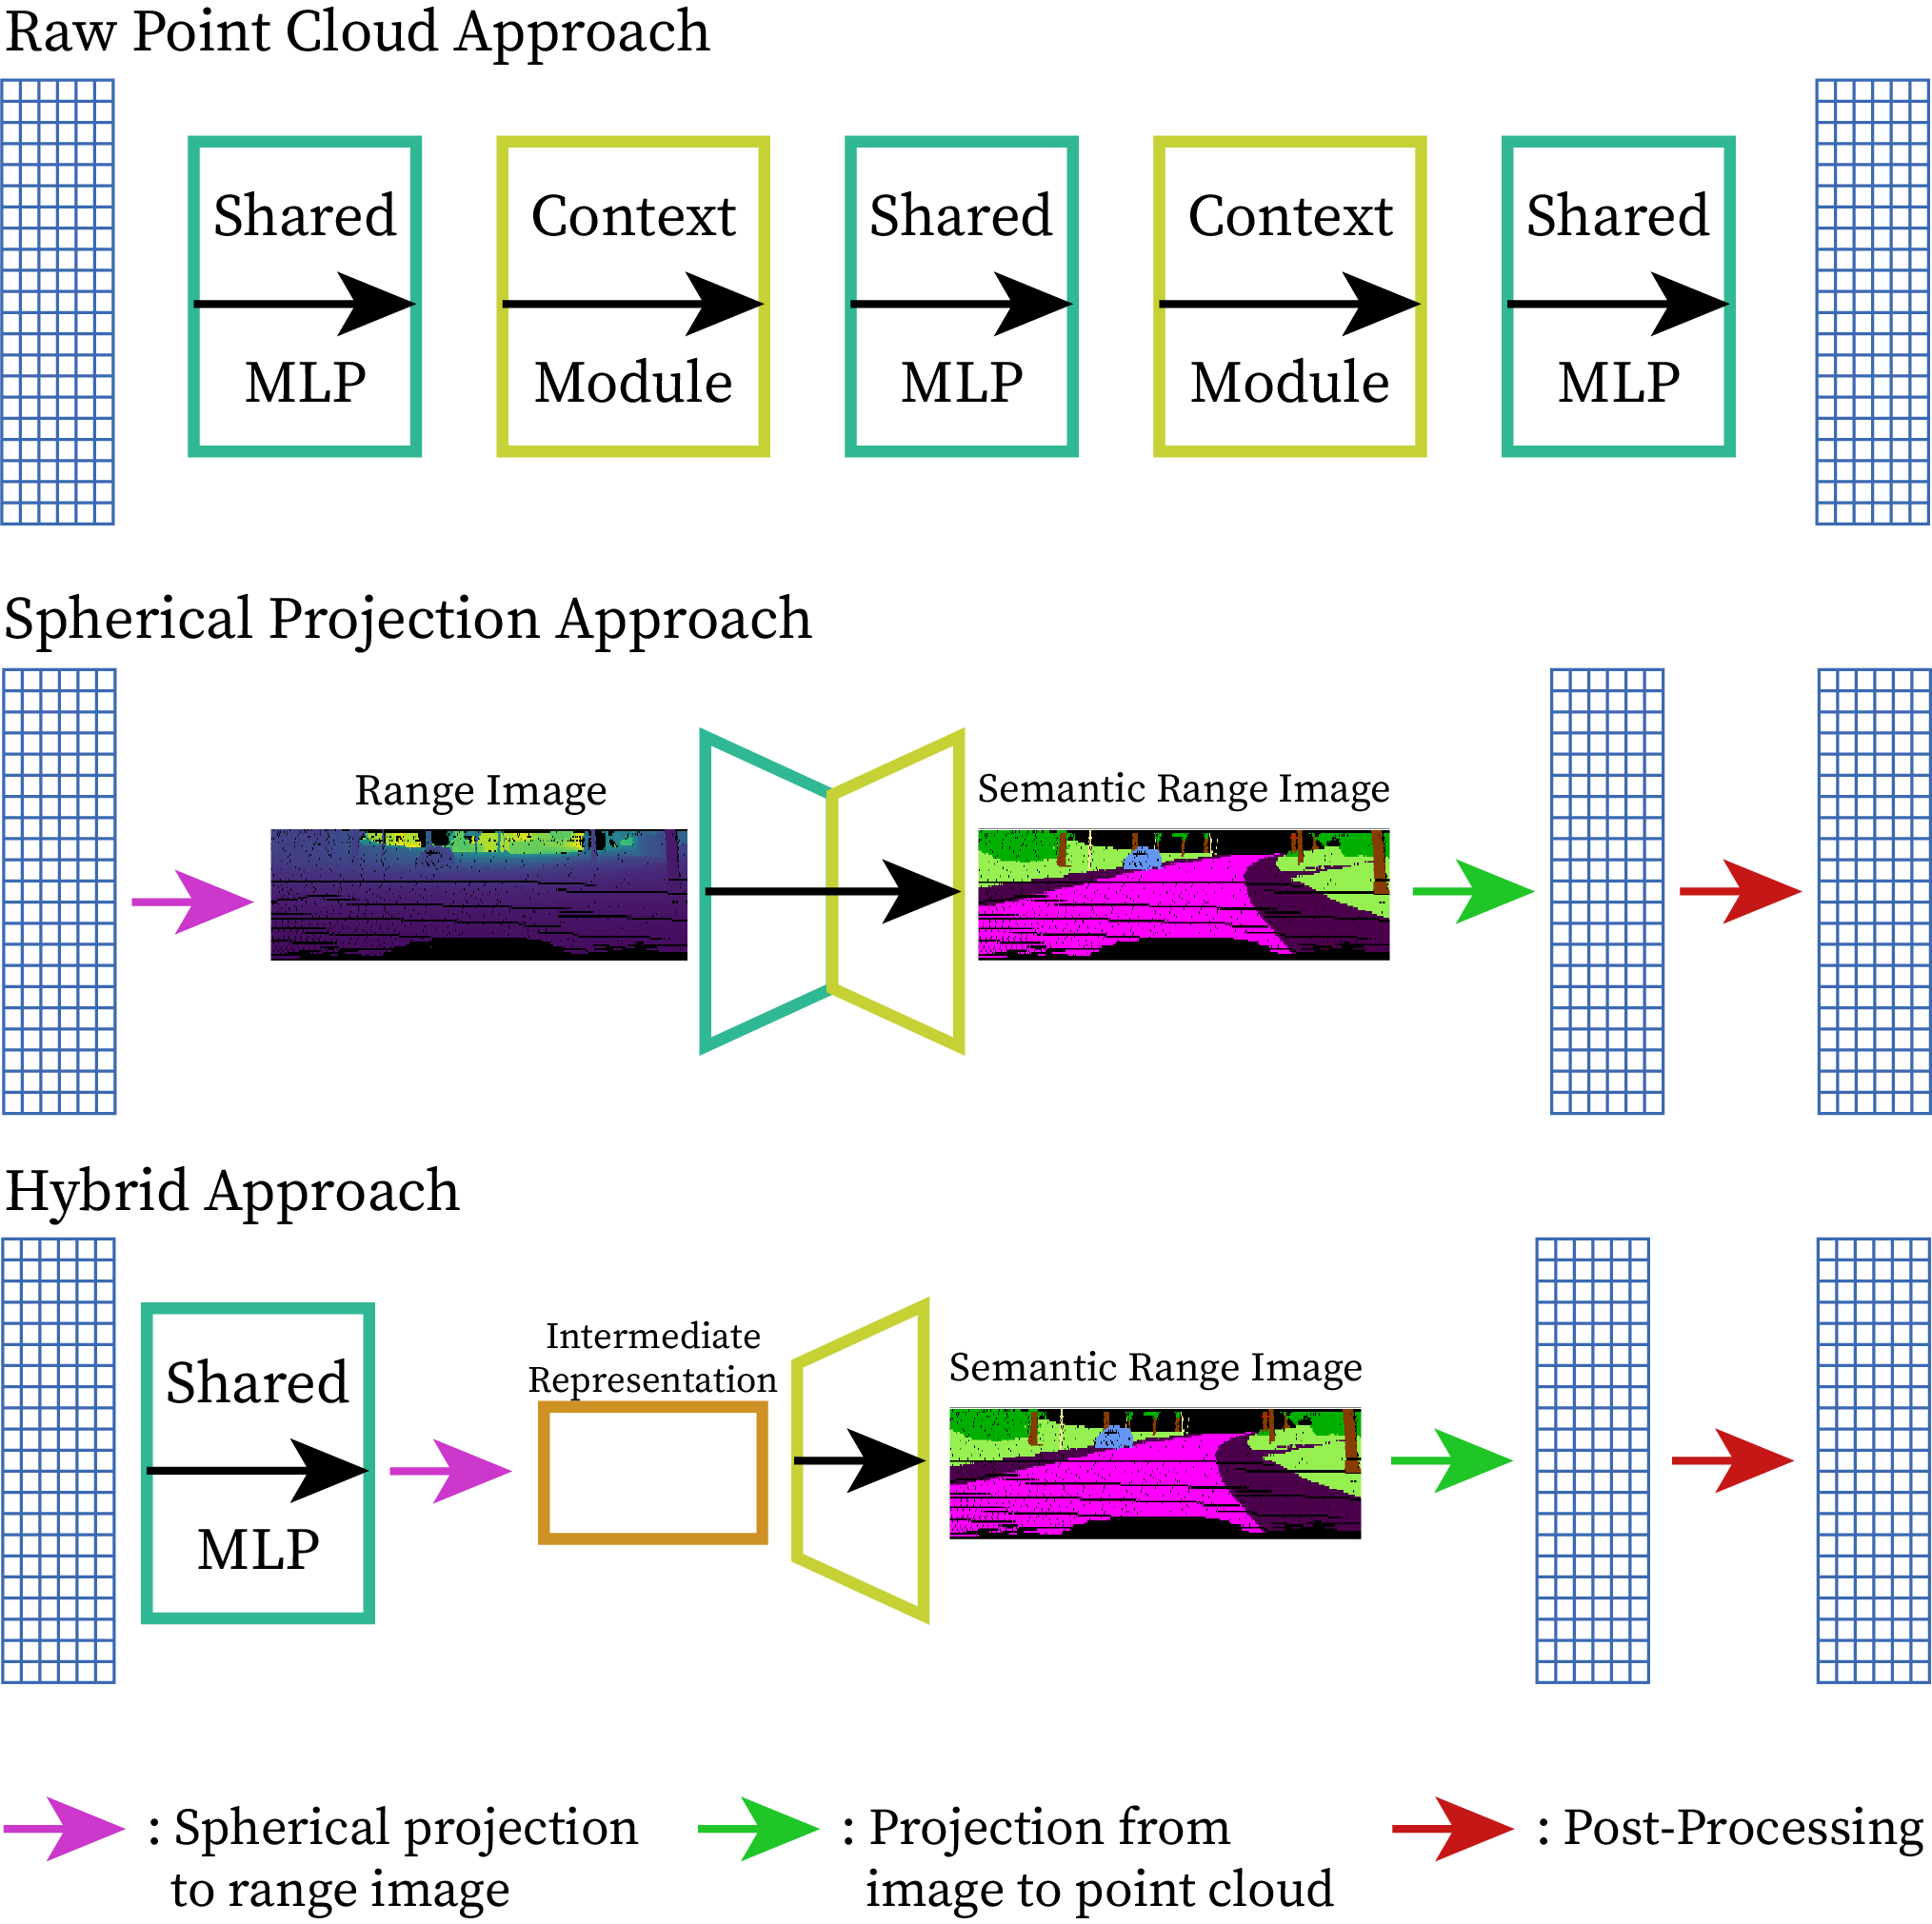 Raw Point Cloud Approach
Shared
MLP
Context
Module
Shared
MLP
Context
Module
Shared
MLP
Spherical Projection Approach
Range Image
Semantic Range Image
Hybrid Approach
Shared
MLP
Intermediate
Representation
Semantic Range Image
: Spherical projection
to range image
: Projection from
image to point cloud
: Post-Processing